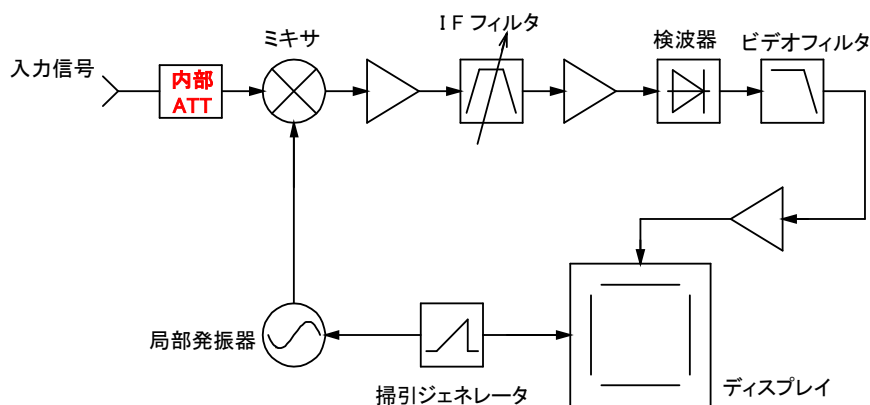 入力信号
内部
ATT
ミキサ
IFフィルタ
検波器
ビデオフィルタ
局部発振器
掃引ジェネレータ
ディスプレイ